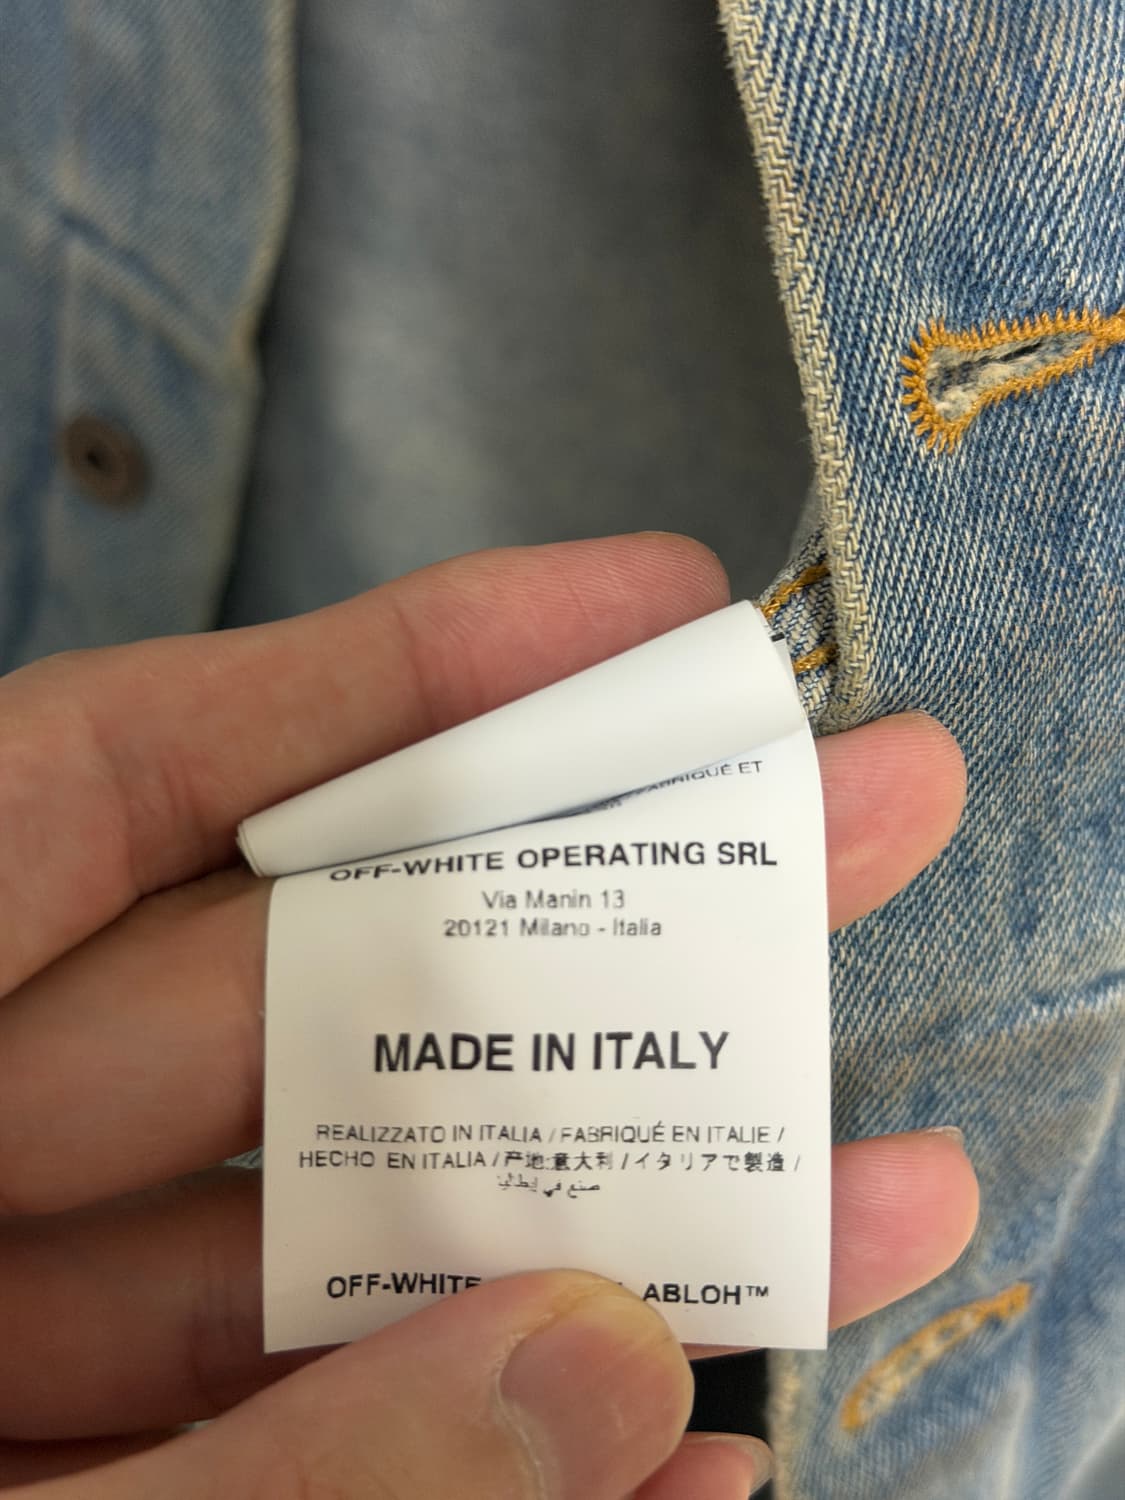 FABRIQUÉ ET
OFF-WHITE OPERATING SRL
Via Manin 13
20121 Milano - Italia
MADE IN ITALY
REALIZZATO IN ITALIA / FABRIQUÉ EN ITALIE /
HECHO EN ITALIA / 产地:意大利 / イタリアで製造 /
صنع في إيطاليا
OFF-WHITE ABLOH™